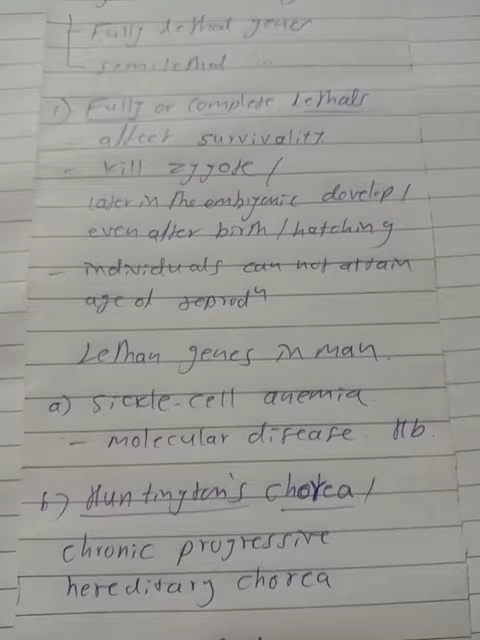 Fully lethal genes
semilethal
i) Fully or complete lethals
- affect survivality
- kill zygote /
later in the embryonic develop /
even after birth / hatching
- individuals can not attain
age of reprodⁿ
Lethan genes in man.
a) Sickle-cell anemia.
- molecular disease Hb.
b) Huntington's chorea /
chronic progressive
hereditary chorea